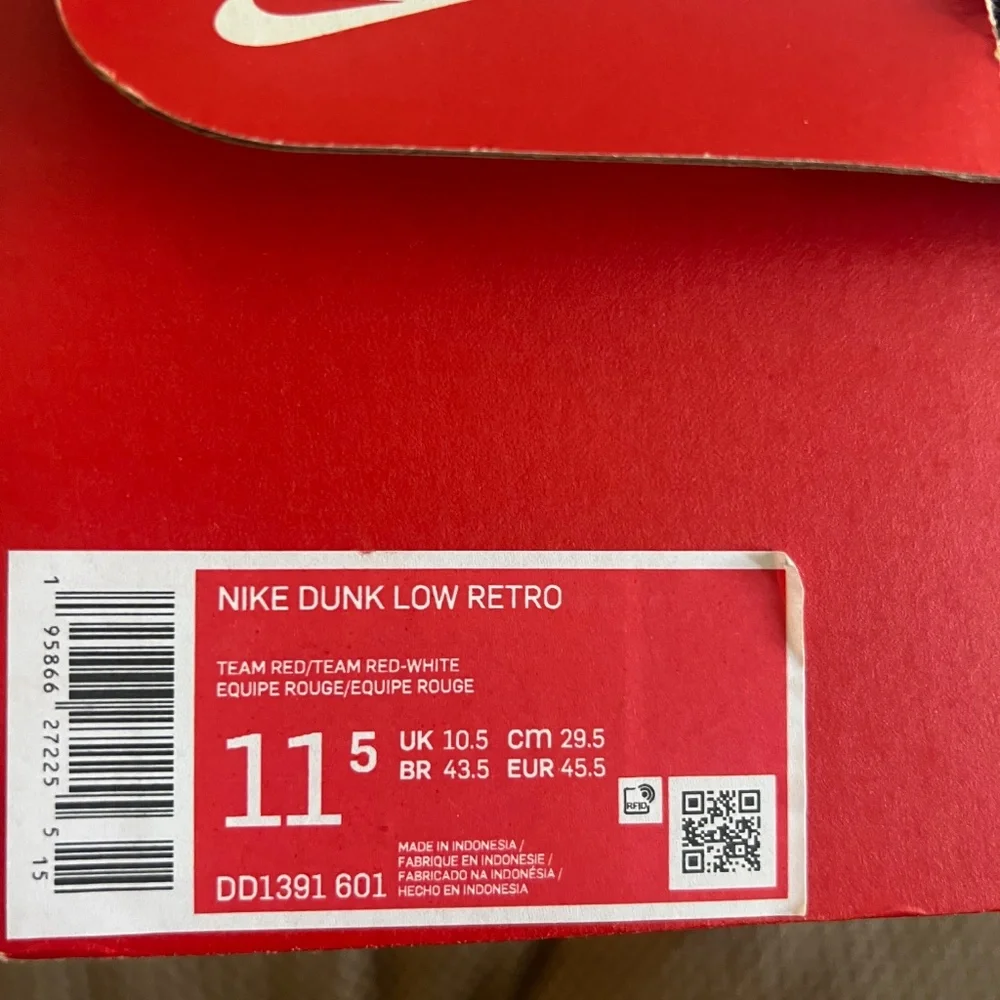 NIKE DUNK LOW RETRO
TEAM RED/TEAM RED-WHITE
EQUIPE ROUGE/EQUIPE ROUGE
11 5
UK 10.5 cm 29.5
BR 43.5 EUR 45.5
RFID
DD1391 601
MADE IN INDONESIA /
FABRIQUE EN INDONESIE /
FABRICADO NA INDONÉSIA /
HECHO EN INDONESIA
1 95866 27225 5 15